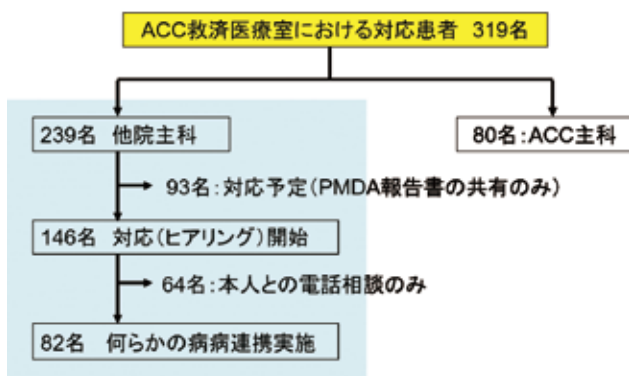 ACC救済医療室における対応患者 319名
239名 他院主科
80名:ACC主科
93名:対応予定(PMDA報告書の共有のみ)
146名 対応(ヒアリング)開始
64名:本人との電話相談のみ
82名 何らかの病病連携実施